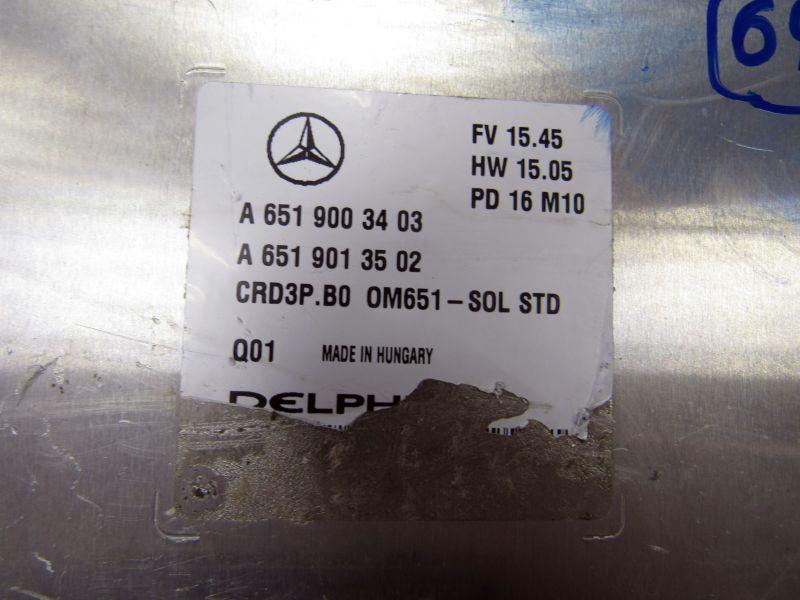 FV 15.45
HW 15.05
PD 16 M10
A 651 900 34 03
A 651 901 35 02
CRD3P.B0 OM651-SOL STD
Q01 MADE IN HUNGARY
DELPH